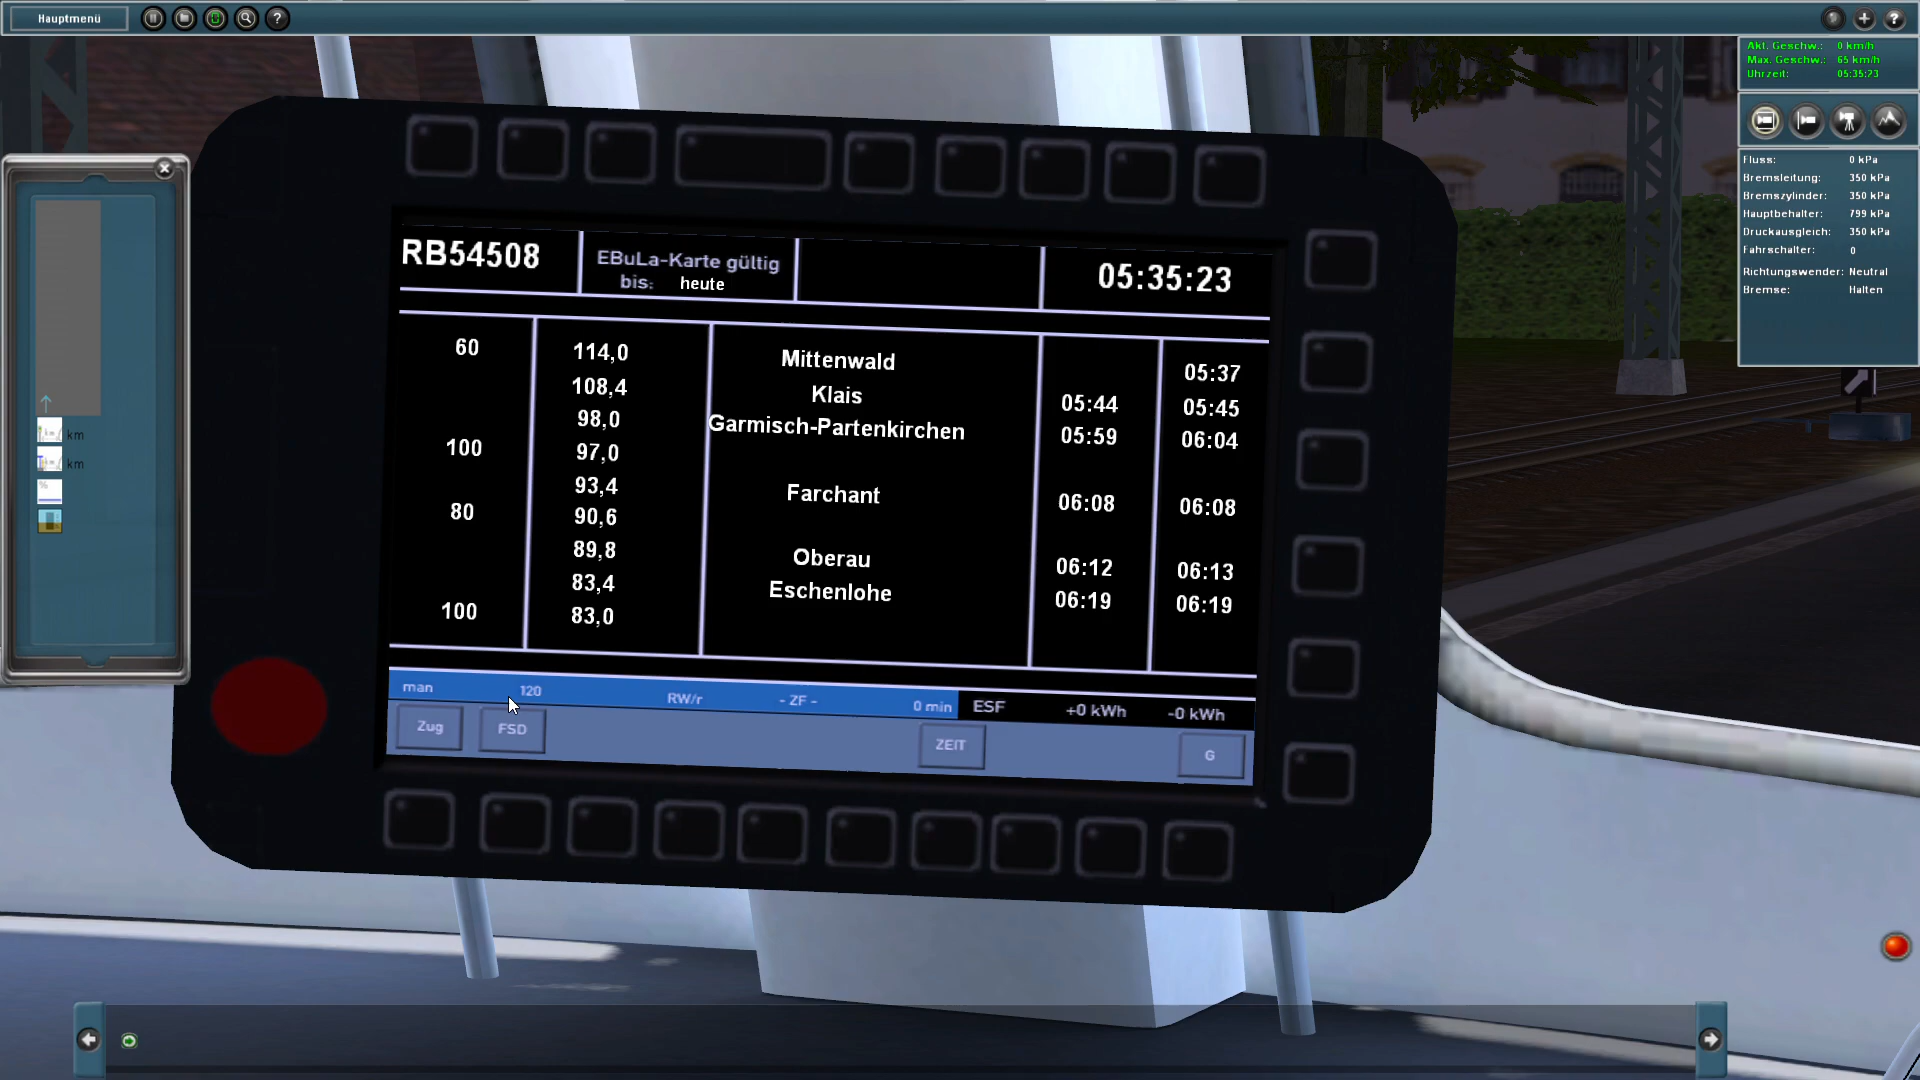 Hauptmenü
Akt. Geschw.: 0 km/h
Max. Geschw.: 65 km/h
Uhrzeit: 05:35:23
Fluss: 0 kPa
Bremsleitung: 350 kPa
Bremszylinder: 350 kPa
Hauptbehalter: 799 kPa
Druckausgleich: 350 kPa
Fahrschalter: 0
Richtungswender: Neutral
Bremse: Halten
km
km
RB54508 EBuLa-Karte gültig 05:35:23
bis: heute
60 114,0 Mittenwald 05:37
108,4 Klais 05:44 05:45
98,0 Garmisch-Partenkirchen 05:59 06:04
100 97,0
93,4 Farchant 06:08 06:08
80 90,6
89,8 Oberau 06:12 06:13
83,4 Eschenlohe 06:19 06:19
100 83,0
man 120 RW/r - ZF - 0 min ESF +0 kWh -0 kWh
Zug FSD ZEIT G